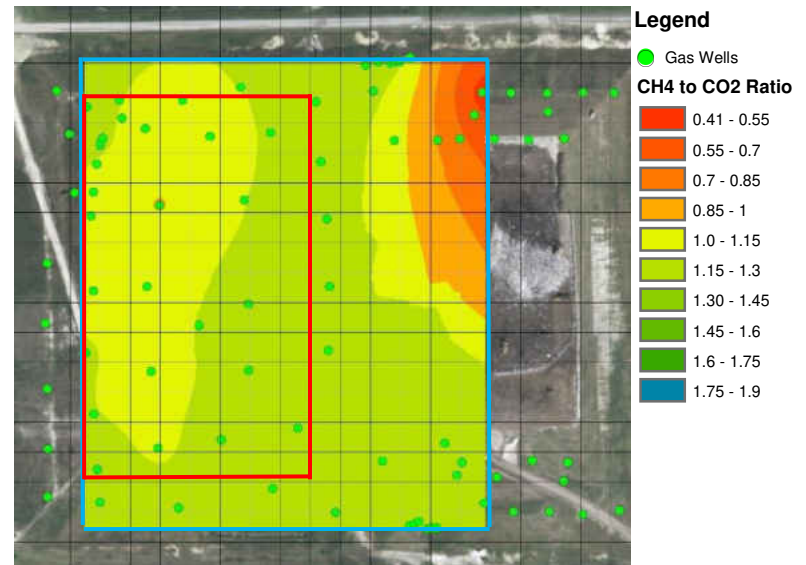 Legend
Gas Wells
CH4 to CO2 Ratio
0.41 - 0.55
0.55 - 0.7
0.7 - 0.85
0.85 - 1
1.0 - 1.15
1.15 - 1.3
1.30 - 1.45
1.45 - 1.6
1.6 - 1.75
1.75 - 1.9